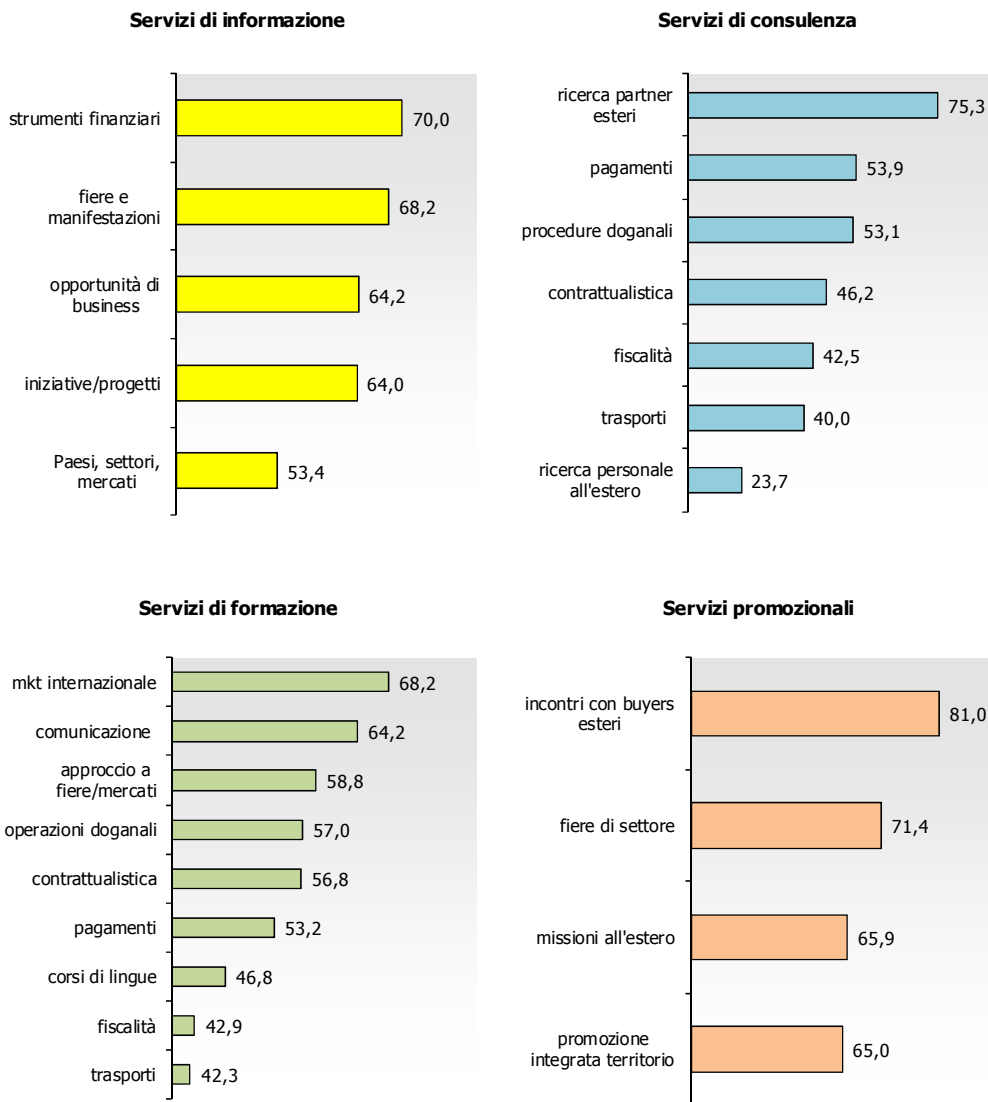 Servizi di informazione
strumenti finanziari
70,0
fiere e
manifestazioni
68,2
opportunità di
business
64,2
iniziative/progetti
64,0
Paesi, settori,
mercati
53,4
Servizi di consulenza
ricerca partner
esteri
75,3
pagamenti
53,9
procedure doganali
53,1
contrattualistica
46,2
fiscalità
42,5
trasporti
40,0
ricerca personale
all'estero
23,7
Servizi di formazione
mkt internazionale
68,2
comunicazione
64,2
approccio a
fiere/mercati
58,8
operazioni doganali
57,0
contrattualistica
56,8
pagamenti
53,2
corsi di lingue
46,8
fiscalità
42,9
trasporti
42,3
Servizi promozionali
incontri con buyers
esteri
81,0
fiere di settore
71,4
missioni all'estero
65,9
promozione
integrata territorio
65,0